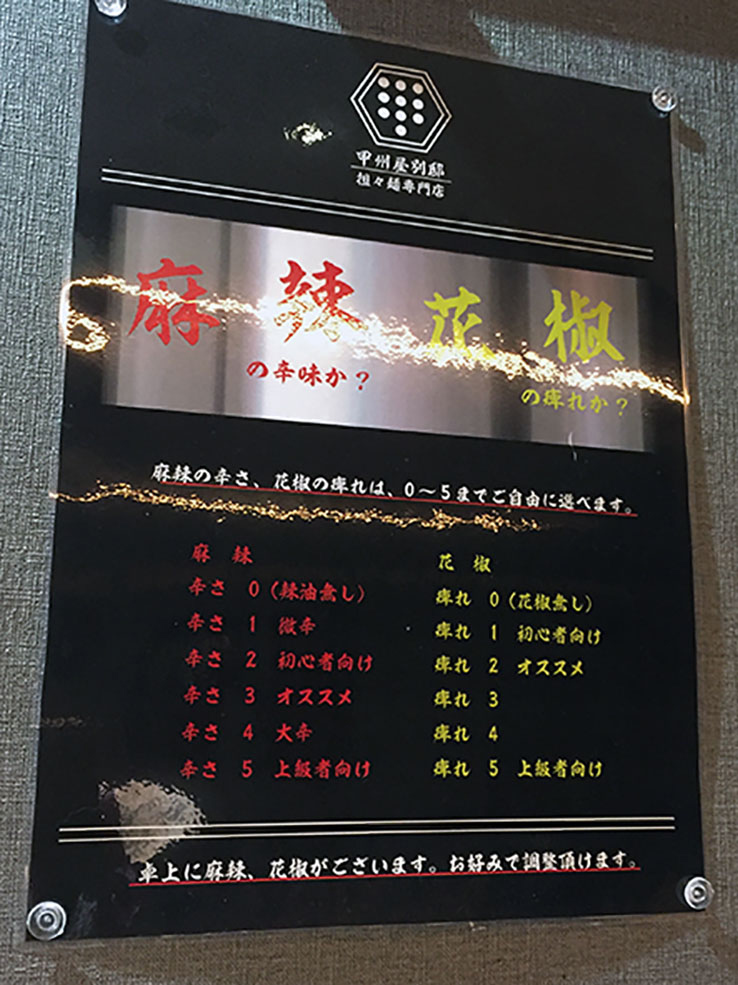 甲州屋別邸
担々麺専門店
麻辣 花椒
の辛味か？ の痺れか？
麻辣の辛さ、花椒の痺れは、0～5までご自由に選べます。
麻辣
辛さ 0（辣油無し）
辛さ 1 微辛
辛さ 2 初心者向け
辛さ 3 オススメ
辛さ 4 大辛
辛さ 5 上級者向け
花椒
痺れ 0（花椒無し）
痺れ 1 初心者向け
痺れ 2 オススメ
痺れ 3
痺れ 4
痺れ 5 上級者向け
卓上に麻辣、花椒がございます。お好みで調整頂けます。